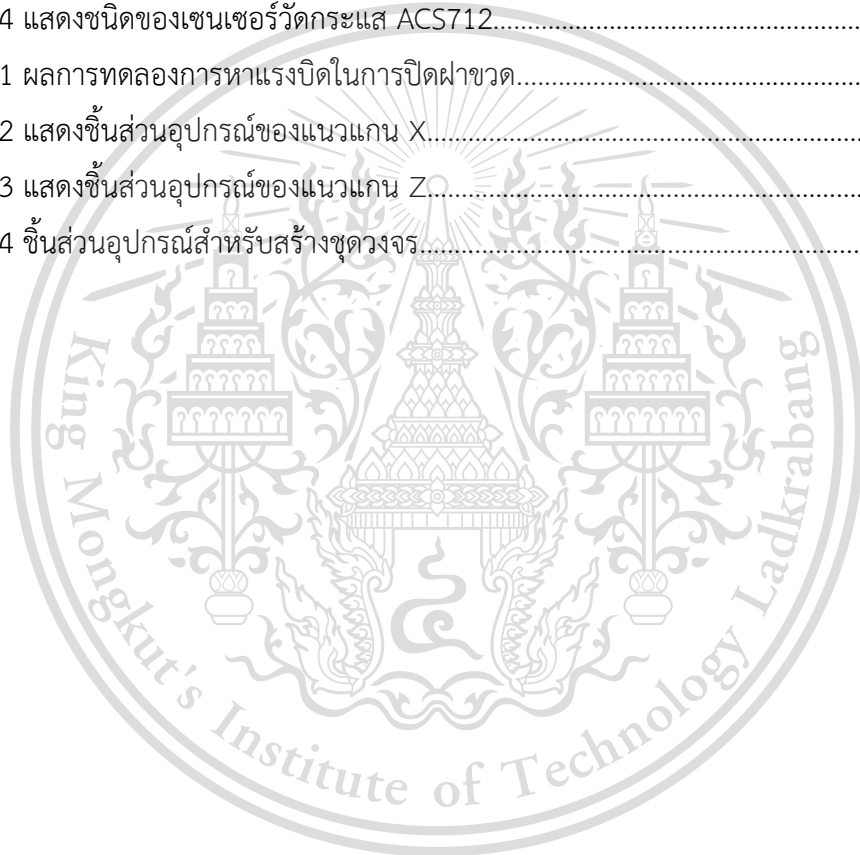 4 แสดงชนิดของเซนเซอร์วัดกระแส ACS712
1 ผลการทดลองการหาแรงบิดในการปิดฝาขวด
2 แสดงชิ้นส่วนอุปกรณ์ของแนวแกน X
3 แสดงชิ้นส่วนอุปกรณ์ของแนวแกน Z
4 ชิ้นส่วนอุปกรณ์สำหรับสร้างชุดวงจร
King Mongkut's Institute of Technology Ladkrabang